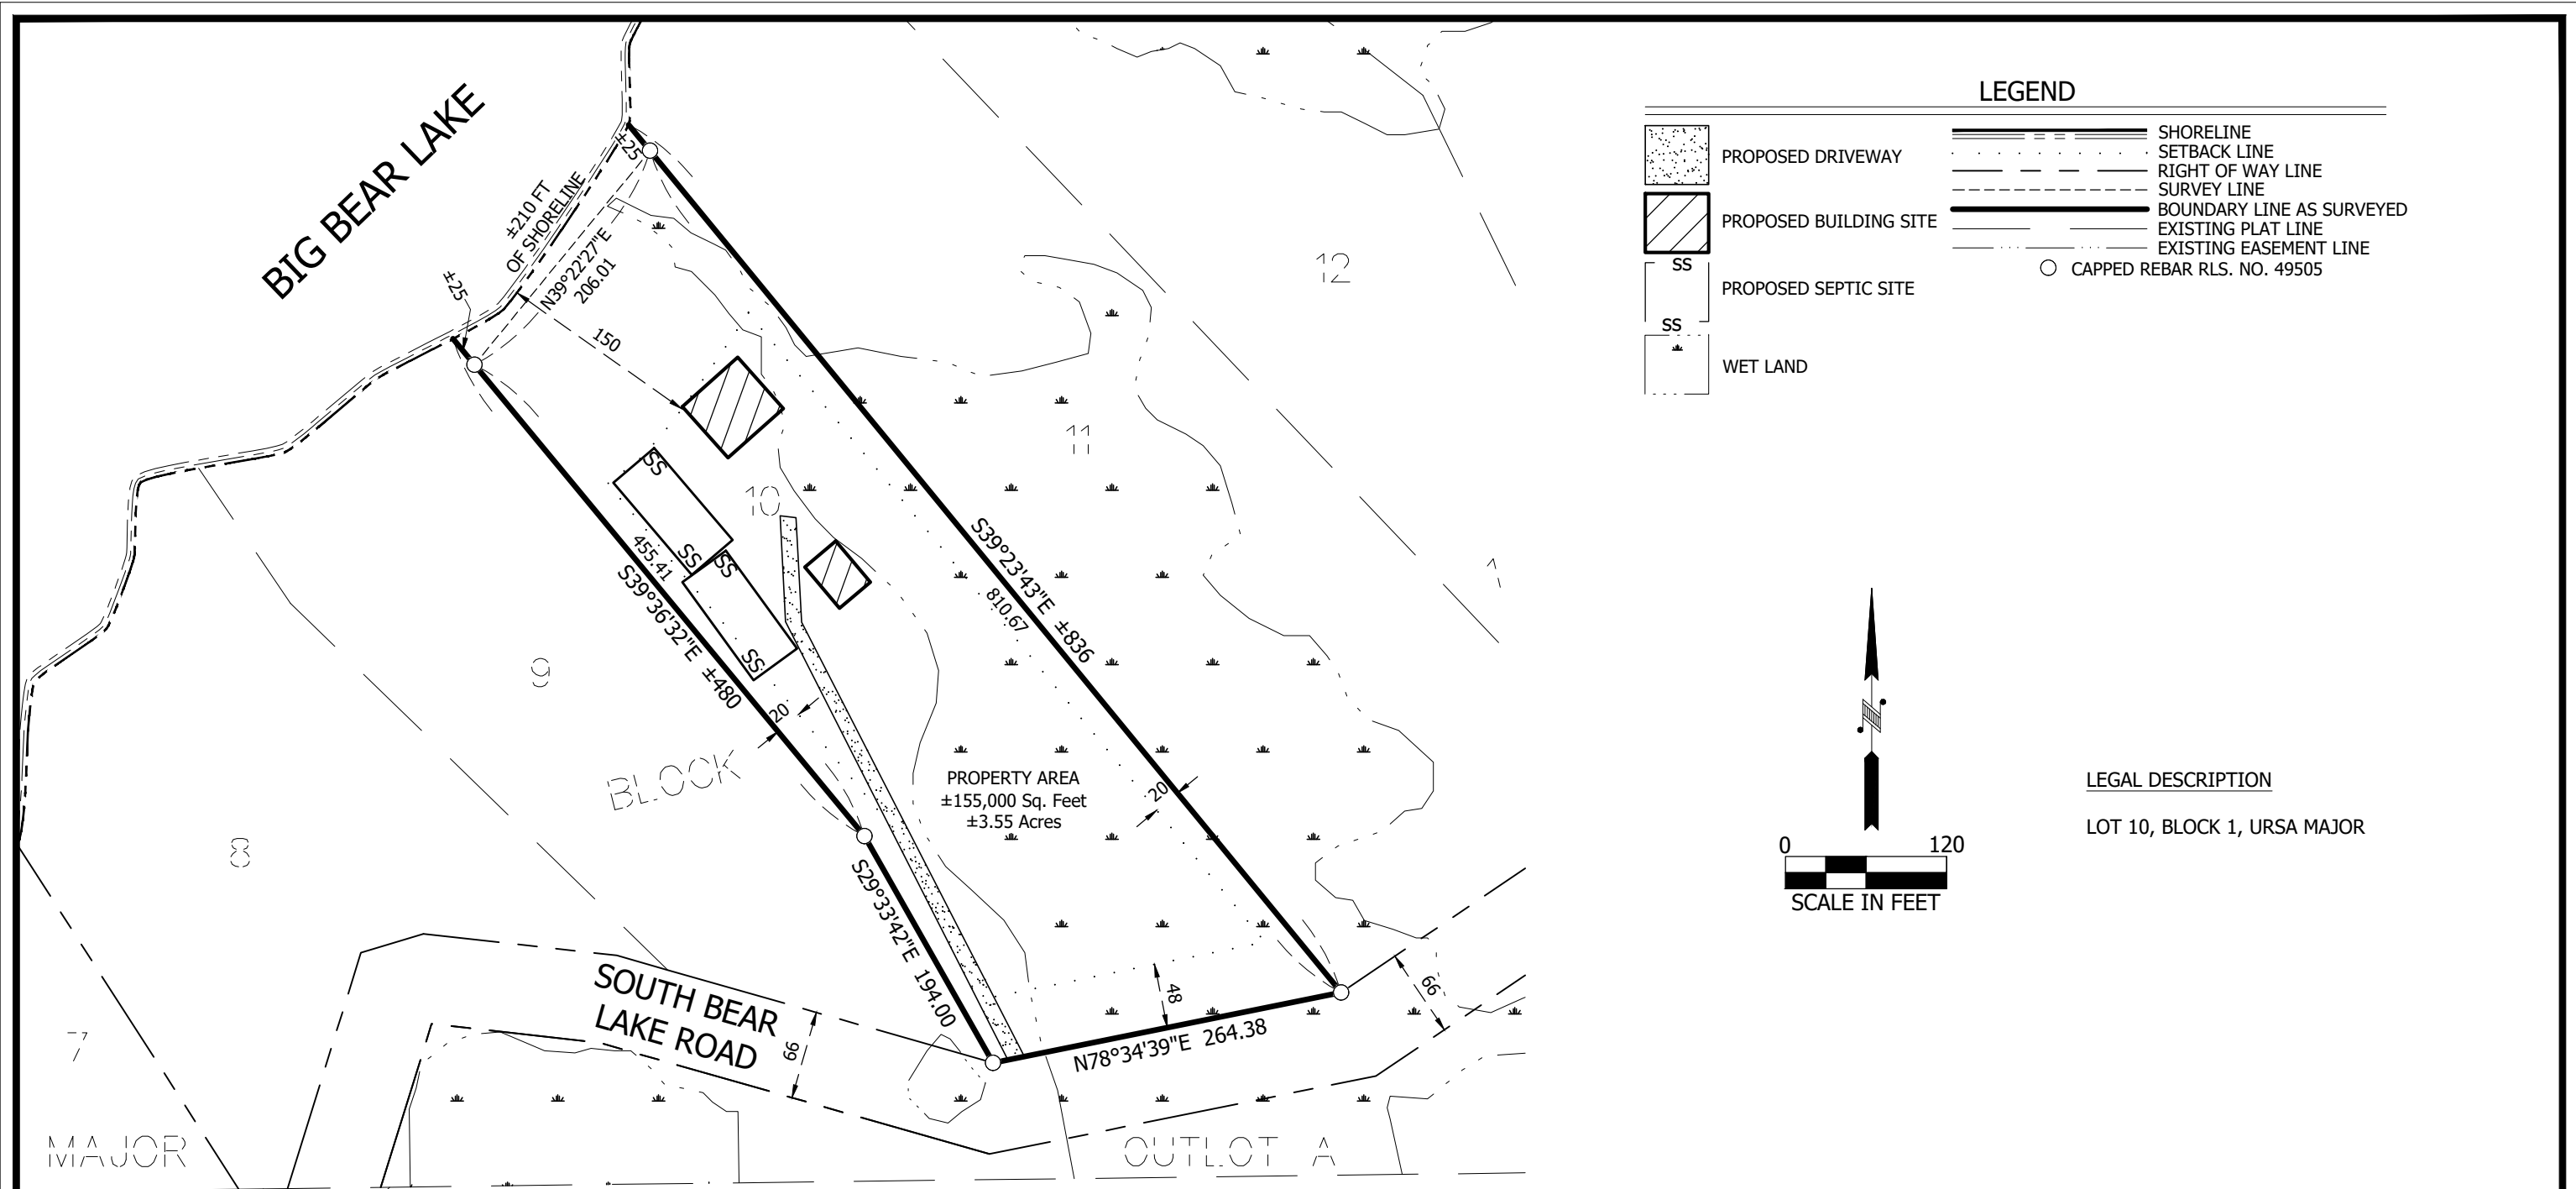 BIG BEAR LAKE
±210 FT
OF SHORELINE
±25
±25
N39°22'27"E
206.01
150
SS
SS
SS
SS
10
455.41
S39°36'32"E ±480
S39°23'43"E ±836
810.67
11
12
1
9
8
7
BLOCK
20
20
PROPERTY AREA
±155,000 Sq. Feet
±3.55 Acres
S29°33'42"E 194.00
48
N78°34'39"E 264.38
66
66
SOUTH BEAR
LAKE ROAD
MAJOR
OUTLOT A
LEGEND
PROPOSED DRIVEWAY
PROPOSED BUILDING SITE
SS
PROPOSED SEPTIC SITE
SS
WET LAND
SHORELINE
SETBACK LINE
RIGHT OF WAY LINE
SURVEY LINE
BOUNDARY LINE AS SURVEYED
EXISTING PLAT LINE
EXISTING EASEMENT LINE
CAPPED REBAR RLS. NO. 49505
0 120
SCALE IN FEET
LEGAL DESCRIPTION
LOT 10, BLOCK 1, URSA MAJOR